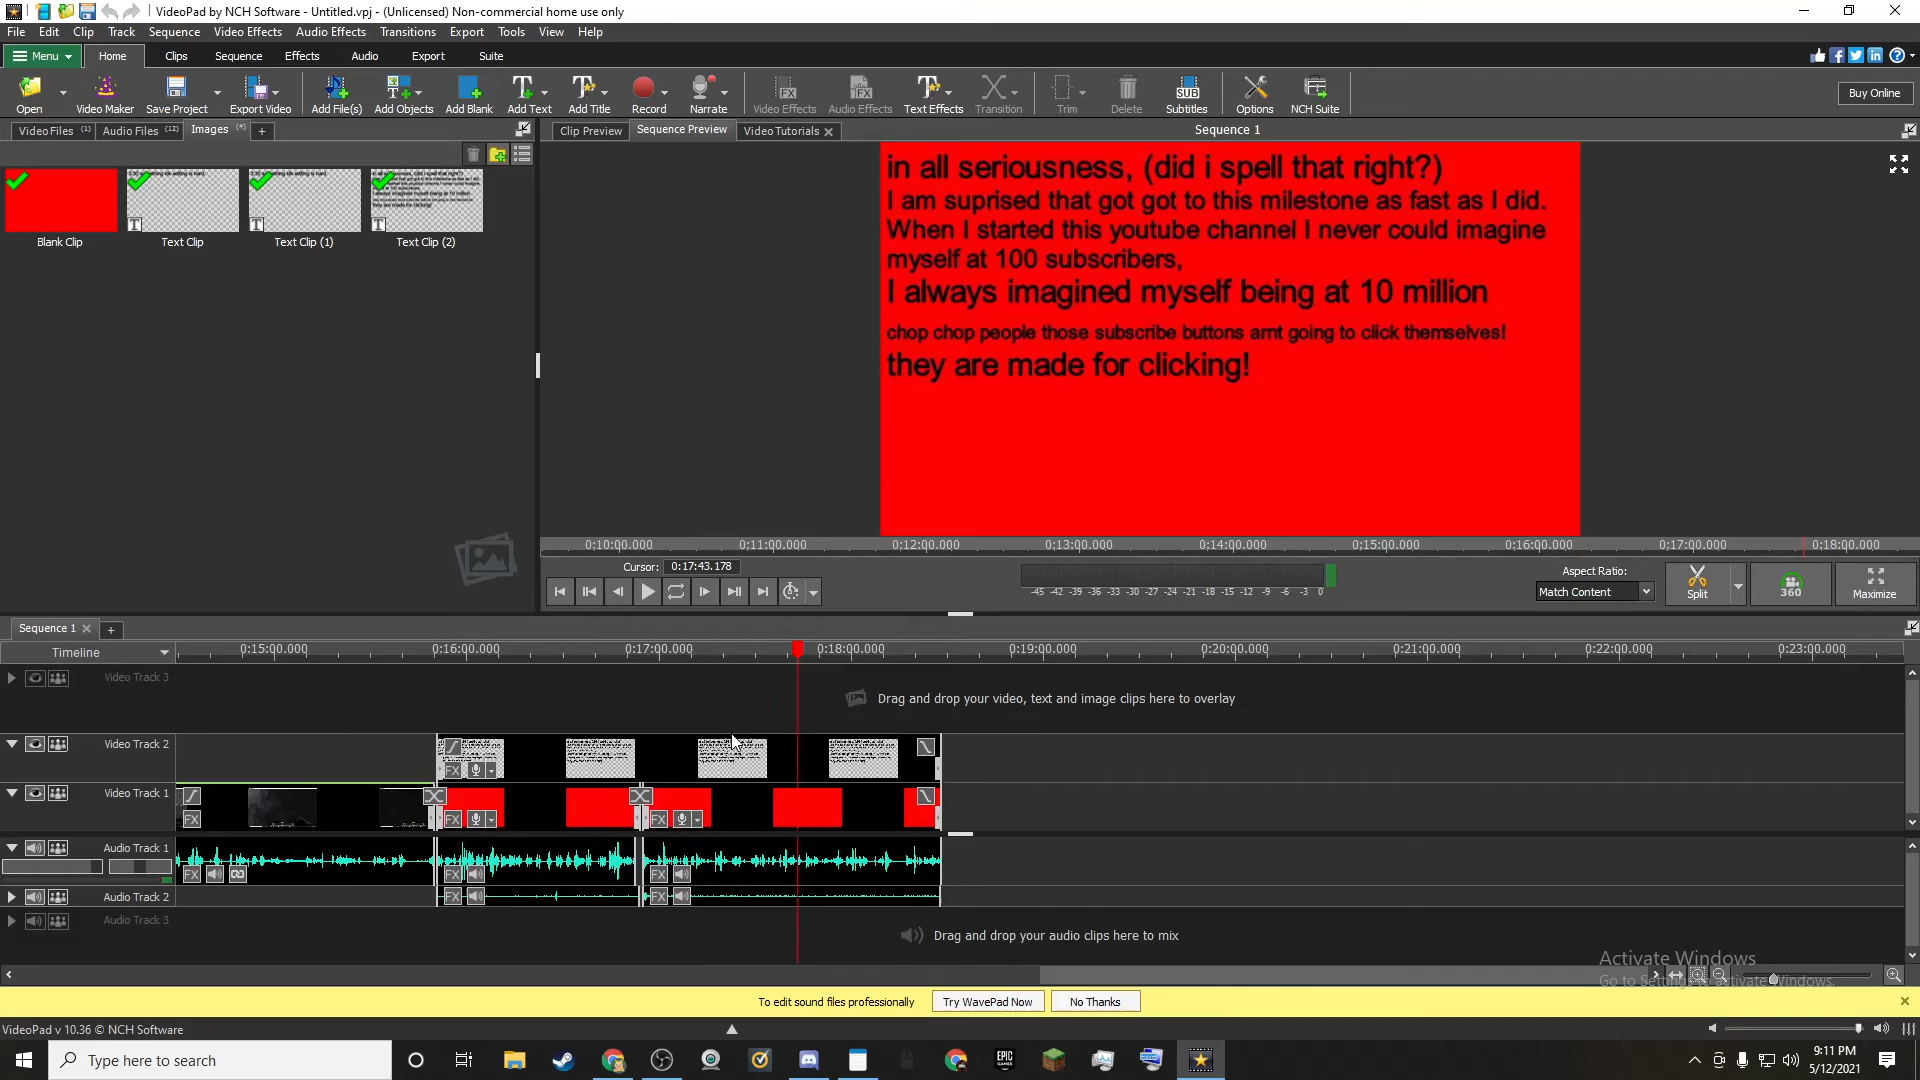 VideoPad by NCH Software - Untitled.vpj - (Unlicensed) Non-commercial home use only
File Edit Clip Track Sequence Video Effects Audio Effects Transitions Export Tools View Help
Menu Home Clips Sequence Effects Audio Export Suite
Open Video Maker Save Project Export Video Add File(s) Add Objects Add Blank Add Text Add Title Record Narrate Video Effects Audio Effects Text Effects Transition Trim Delete Subtitles Options NCH Suite Buy Online
Video Files (1) Audio Files (12) Images (4) +
Clip Preview Sequence Preview Video Tutorials Sequence 1
Blank Clip Text Clip Text Clip (1) Text Clip (2)
in all seriousness, (did i spell that right?)
I am suprised that got got to this milestone as fast as I did.
When I started this youtube channel I never could imagine
myself at 100 subscribers,
I always imagined myself being at 10 million
chop chop people those subscribe buttons arnt going to click themselves!
they are made for clicking!
0;10:00.000 0;11:00.000 0;12:00.000 0;13:00.000 0;14:00.000 0;15:00.000 0;16:00.000 0;17:00.000 0;18:00.000
Cursor: 0:17:43.178
-45 -42 -39 -36 -33 -30 -27 -24 -21 -18 -15 -12 -9 -6 -3 0
Aspect Ratio:
Match Content
Split 360 Maximize
Sequence 1
Timeline
0:15:00.000 0:16:00.000 0:17:00.000 0:18:00.000 0:19:00.000 0:20:00.000 0:21:00.000 0:22:00.000 0:23:00.000
Video Track 3
Drag and drop your video, text and image clips here to overlay
Video Track 2
FX
Video Track 1
FX FX FX
Audio Track 1
FX FX FX
Audio Track 2
FX FX
Audio Track 3
Drag and drop your audio clips here to mix
Activate Windows
Go to Settings to activate Windows.
To edit sound files professionally Try WavePad Now No Thanks
VideoPad v 10.36 © NCH Software
Type here to search
EPIC GAMES
9:11 PM
5/12/2021